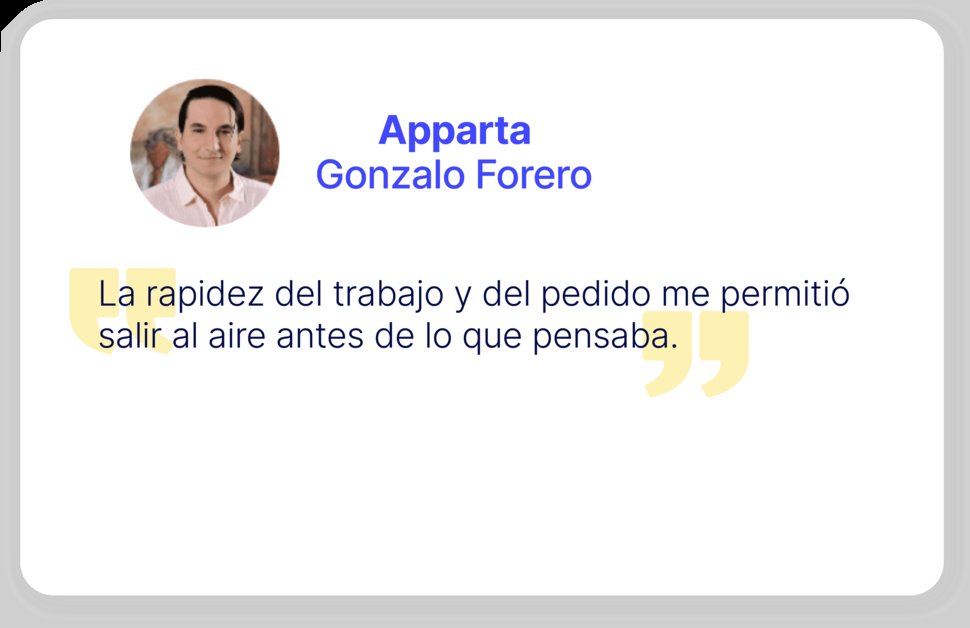 Apparta
Gonzalo Forero
La rapidez del trabajo y del pedido me permitió
salir al aire antes de lo que pensaba.